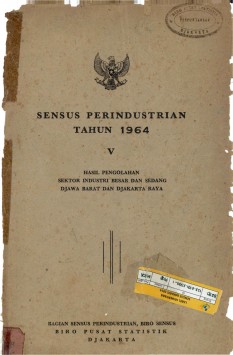 SENSUS PERINDUSTRIAN
TAHUN 1964
V
HASIL PENGOLAHAN
SEKTOR INDUSTRI BESAR DAN SEDANG
DJAWA BARAT DAN DJAKARTA RAYA
BAGIAN SENSUS PERINDUSTRIAN, BIRO SENSUS
BIRO PUSAT STATISTIK
DJAKARTA